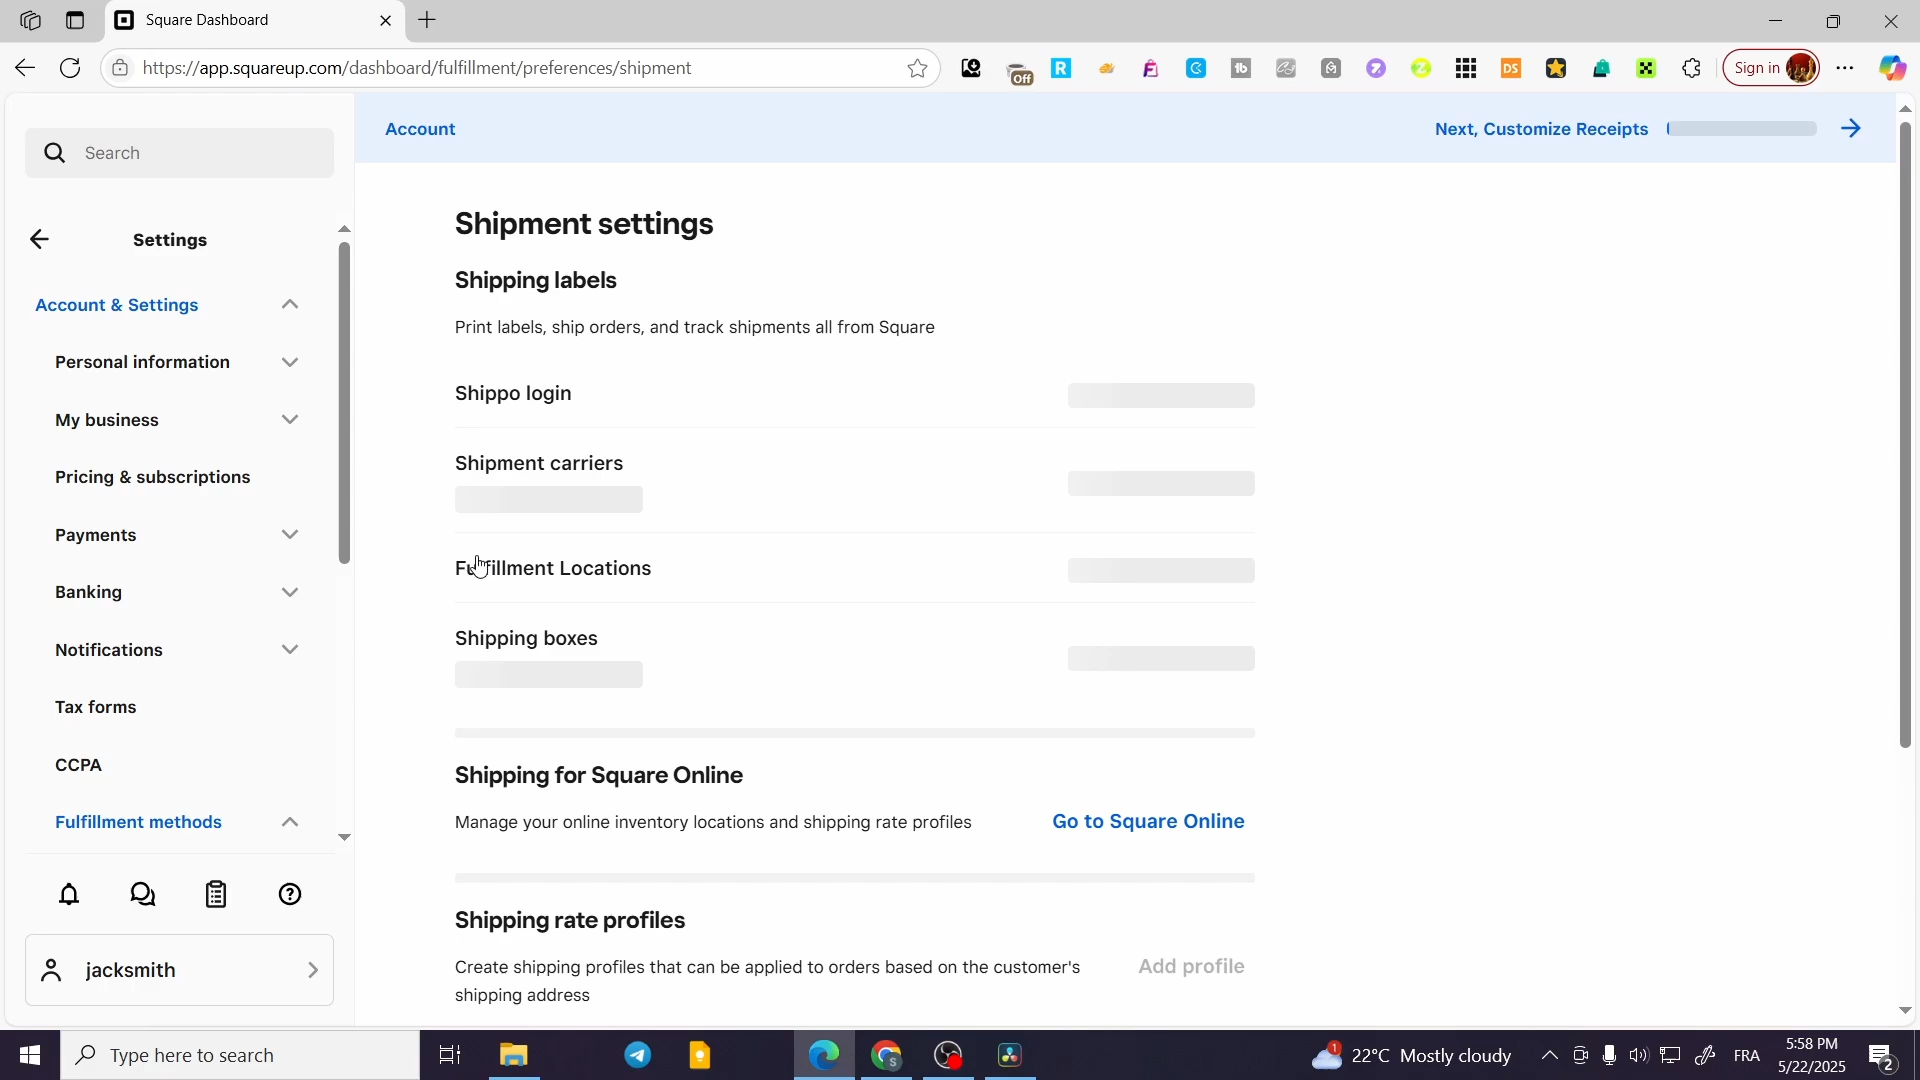 Square Dashboard
https://app.squareup.com/dashboard/fulfillment/preferences/shipment
Off
Sign in
Search
Account
Next, Customize Receipts
Settings
Account & Settings
Personal information
My business
Pricing & subscriptions
Payments
Banking
Notifications
Tax forms
CCPA
Fulfillment methods
jacksmith
Shipment settings
Shipping labels
Print labels, ship orders, and track shipments all from Square
Shippo login
Shipment carriers
Fulfillment Locations
Shipping boxes
Shipping for Square Online
Manage your online inventory locations and shipping rate profiles
Go to Square Online
Shipping rate profiles
Create shipping profiles that can be applied to orders based on the customer's
shipping address
Add profile
Type here to search
22°C Mostly cloudy
FRA
5:58 PM
5/22/2025
2